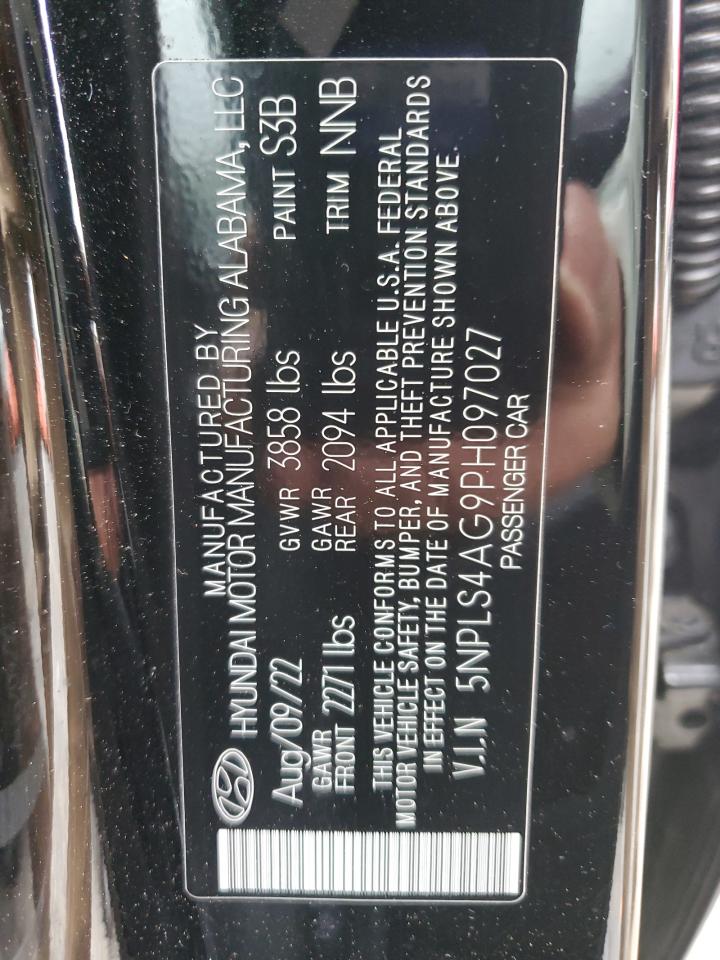 MANUFACTURED BY
HYUNDAI MOTOR MANUFACTURING ALABAMA, LLC
Aug/09/22 GVWR 3858 lbs PAINT S3B
GAWR GAWR
FRONT 2271 lbs REAR 2094 lbs TRIM NNB
THIS VEHICLE CONFORMS TO ALL APPLICABLE U.S.A. FEDERAL
MOTOR VEHICLE SAFETY, BUMPER, AND THEFT PREVENTION STANDARDS
IN EFFECT ON THE DATE OF MANUFACTURE SHOWN ABOVE.
V.I.N 5NPLS4AG9PH097027
PASSENGER CAR